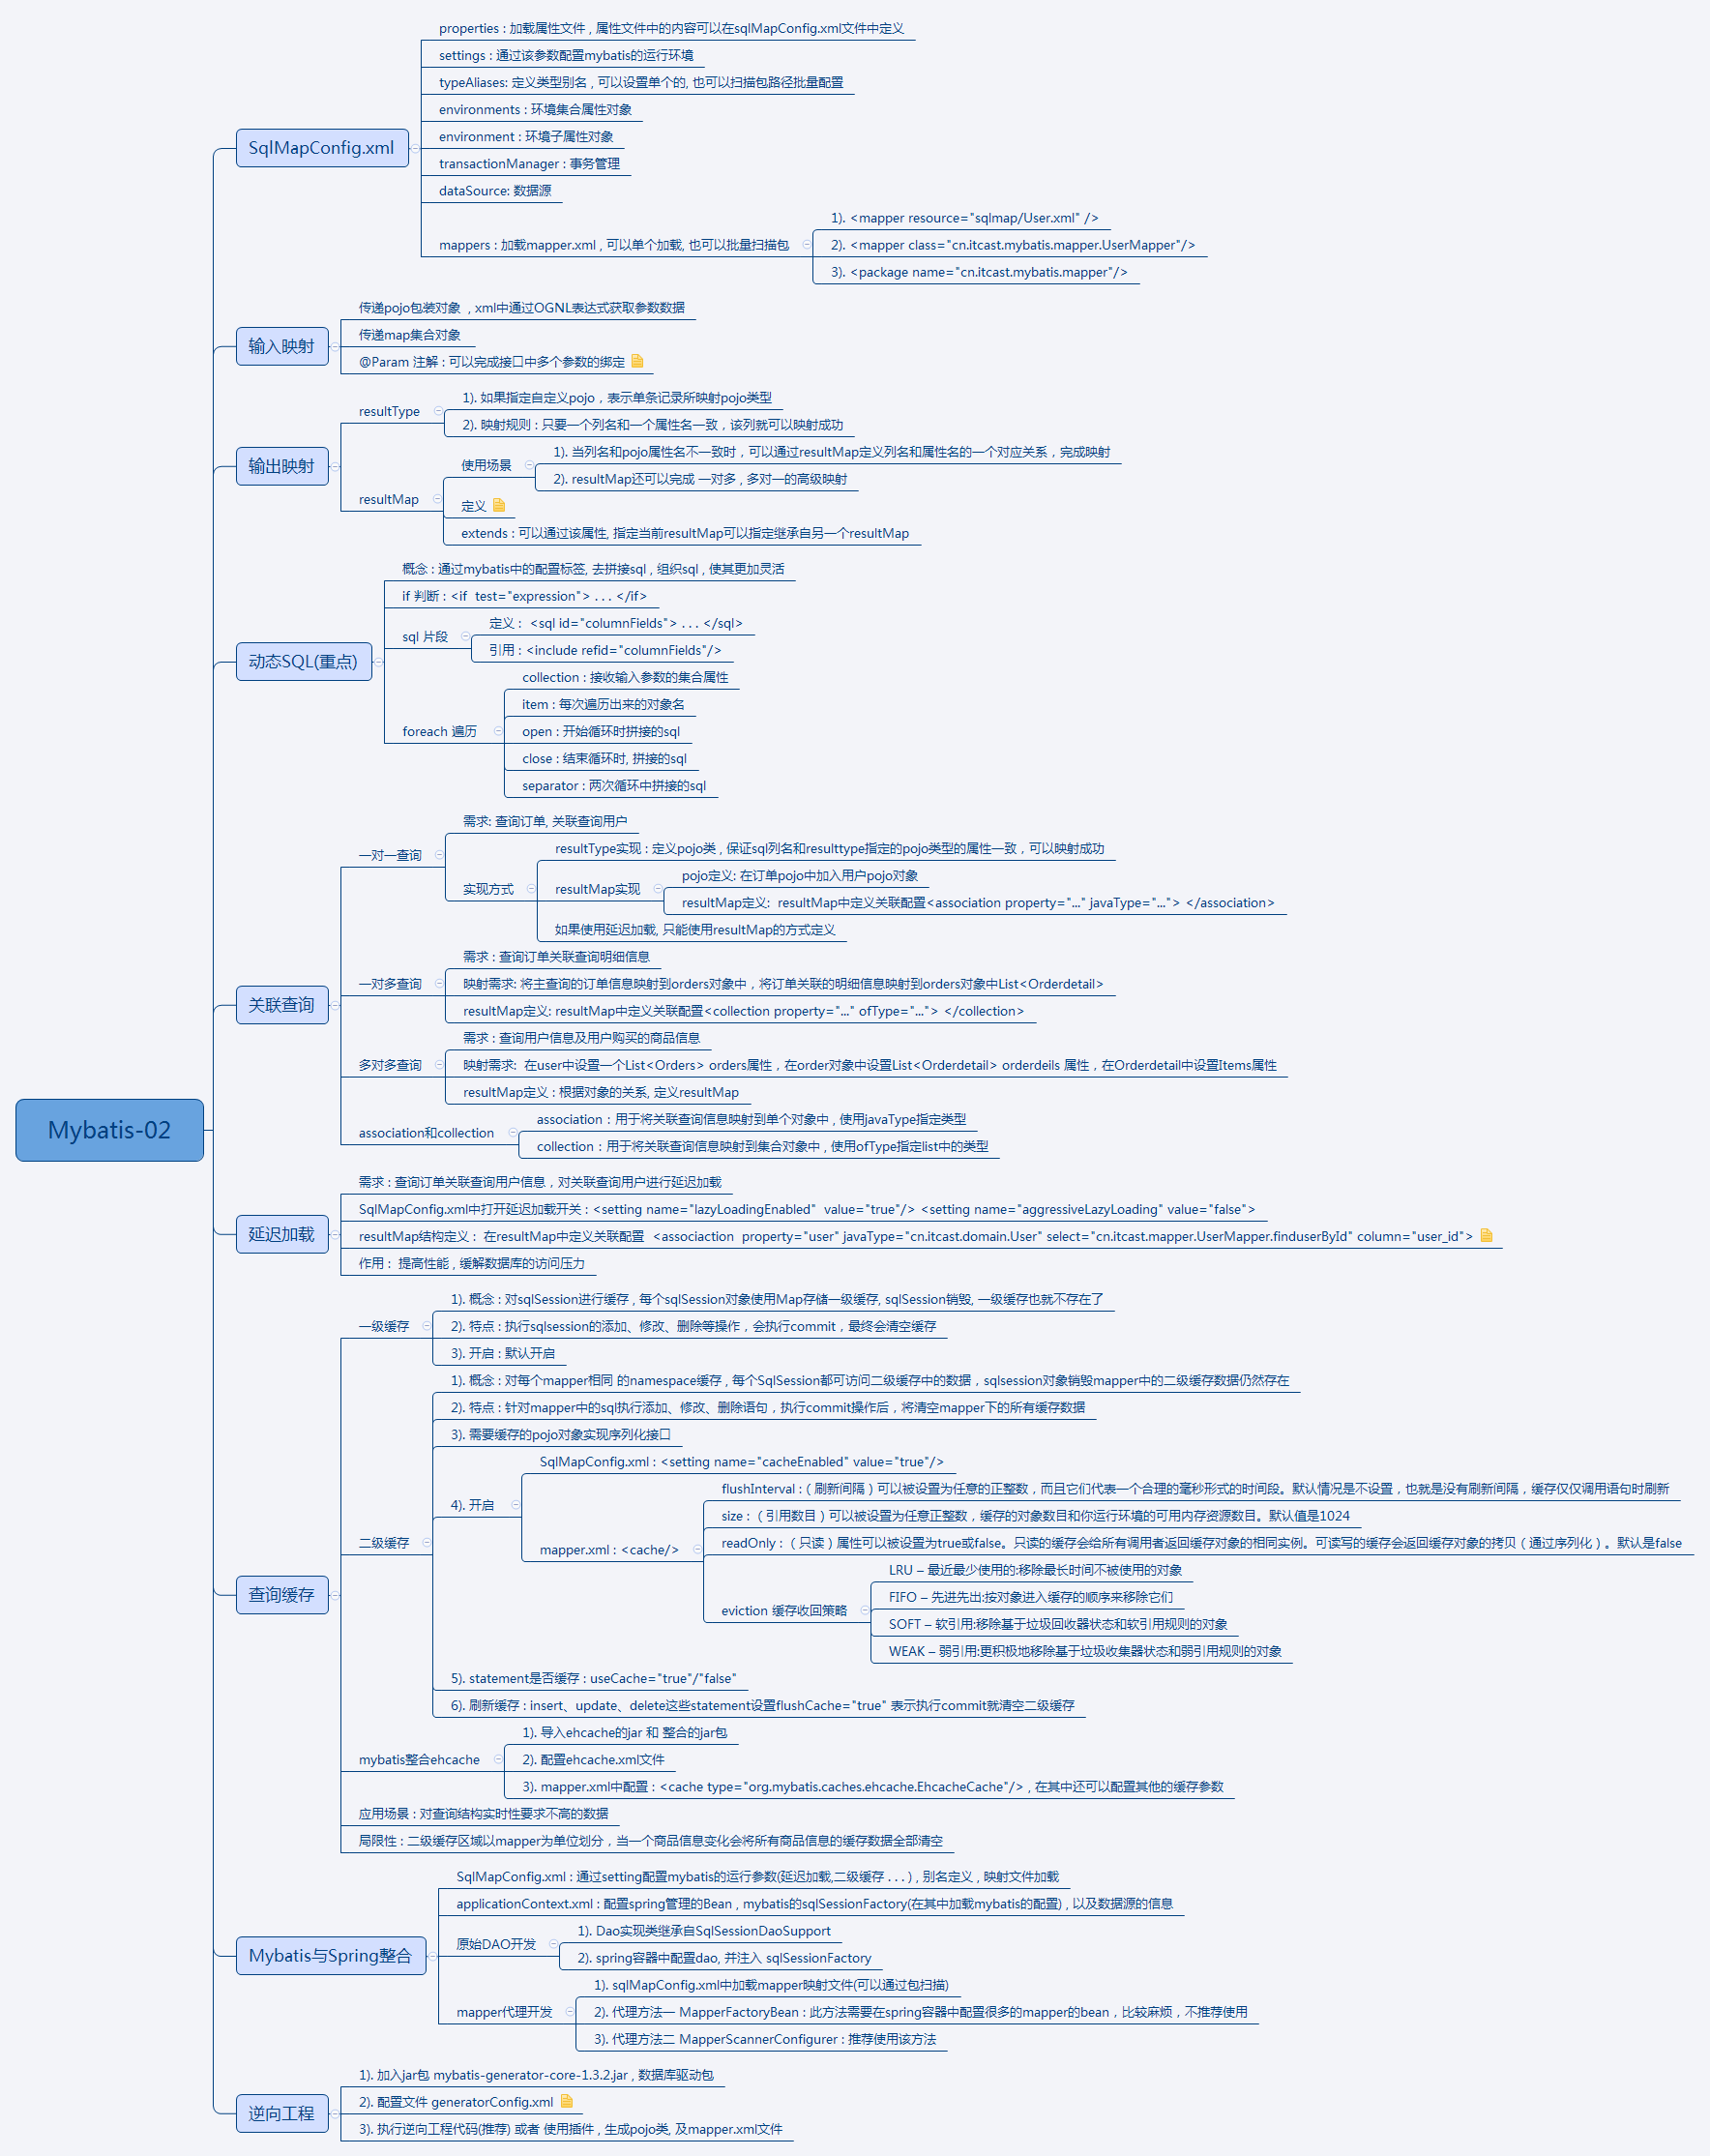 Mybatis-02
SqlMapConfig.xml
properties : 加载属性文件 , 属性文件中的内容可以在sqlMapConfig.xml文件中定义
settings : 通过该参数配置mybatis的运行环境
typeAliases: 定义类型别名 , 可以设置单个的, 也可以扫描包路径批量配置
environments : 环境集合属性对象
environment : 环境子属性对象
transactionManager : 事务管理
dataSource: 数据源
mappers : 加载mapper.xml , 可以单个加载, 也可以批量扫描包
1). <mapper resource="sqlmap/User.xml" />
2). <mapper class="cn.itcast.mybatis.mapper.UserMapper"/>
3). <package name="cn.itcast.mybatis.mapper"/>
输入映射
传递pojo包装对象 , xml中通过OGNL表达式获取参数数据
传递map集合对象
@Param 注解 : 可以完成接口中多个参数的绑定
输出映射
resultType
1). 如果指定自定义pojo，表示单条记录所映射pojo类型
2). 映射规则 : 只要一个列名和一个属性名一致，该列就可以映射成功
resultMap
使用场景
1). 当列名和pojo属性名不一致时，可以通过resultMap定义列名和属性名的一个对应关系，完成映射
2). resultMap还可以完成 一对多 , 多对一的高级映射
定义
extends : 可以通过该属性, 指定当前resultMap可以指定继承自另一个resultMap
动态SQL(重点)
概念 : 通过mybatis中的配置标签, 去拼接sql , 组织sql , 使其更加灵活
if 判断 : <if  test="expression"> . . . </if>
sql 片段
定义 :  <sql id="columnFields"> . . . </sql>
引用 : <include refid="columnFields"/>
foreach 遍历
collection : 接收输入参数的集合属性
item : 每次遍历出来的对象名
open : 开始循环时拼接的sql
close : 结束循环时, 拼接的sql
separator : 两次循环中拼接的sql
关联查询
一对一查询
需求: 查询订单, 关联查询用户
实现方式
resultType实现 : 定义pojo类 , 保证sql列名和resulttype指定的pojo类型的属性一致，可以映射成功
resultMap实现
pojo定义: 在订单pojo中加入用户pojo对象
resultMap定义:  resultMap中定义关联配置<association property="..." javaType="..."> </association>
如果使用延迟加载, 只能使用resultMap的方式定义
一对多查询
需求 : 查询订单关联查询明细信息
映射需求: 将主查询的订单信息映射到orders对象中，将订单关联的明细信息映射到orders对象中List<Orderdetail>
resultMap定义: resultMap中定义关联配置<collection property="..." ofType="..."> </collection>
多对多查询
需求 : 查询用户信息及用户购买的商品信息
映射需求:  在user中设置一个List<Orders> orders属性，在order对象中设置List<Orderdetail> orderdeils 属性，在Orderdetail中设置Items属性
resultMap定义 : 根据对象的关系, 定义resultMap
association和collection
association：用于将关联查询信息映射到单个对象中 , 使用javaType指定类型
collection：用于将关联查询信息映射到集合对象中 , 使用ofType指定list中的类型
延迟加载
需求 : 查询订单关联查询用户信息，对关联查询用户进行延迟加载
SqlMapConfig.xml中打开延迟加载开关 : <setting name="lazyLoadingEnabled"  value="true"/> <setting name="aggressiveLazyLoading" value="false">
resultMap结构定义 :  在resultMap中定义关联配置  <associaction  property="user" javaType="cn.itcast.domain.User" select="cn.itcast.mapper.UserMapper.finduserById" column="user_id">
作用 :  提高性能 , 缓解数据库的访问压力
查询缓存
一级缓存
1). 概念 : 对sqlSession进行缓存 , 每个sqlSession对象使用Map存储一级缓存, sqlSession销毁, 一级缓存也就不存在了
2). 特点 : 执行sqlsession的添加、修改、删除等操作，会执行commit，最终会清空缓存
3). 开启 : 默认开启
二级缓存
1). 概念 : 对每个mapper相同 的namespace缓存 , 每个SqlSession都可访问二级缓存中的数据，sqlsession对象销毁mapper中的二级缓存数据仍然存在
2). 特点 : 针对mapper中的sql执行添加、修改、删除语句，执行commit操作后，将清空mapper下的所有缓存数据
3). 需要缓存的pojo对象实现序列化接口
4). 开启
SqlMapConfig.xml : <setting name="cacheEnabled" value="true"/>
mapper.xml : <cache/>
flushInterval :（刷新间隔）可以被设置为任意的正整数，而且它们代表一个合理的毫秒形式的时间段。默认情况是不设置，也就是没有刷新间隔，缓存仅仅调用语句时刷新
size : （引用数目）可以被设置为任意正整数，缓存的对象数目和你运行环境的可用内存资源数目。默认值是1024
readOnly : （只读）属性可以被设置为true或false。只读的缓存会给所有调用者返回缓存对象的相同实例。可读写的缓存会返回缓存对象的拷贝（通过序列化）。默认是false
eviction 缓存收回策略
LRU – 最近最少使用的:移除最长时间不被使用的对象
FIFO – 先进先出:按对象进入缓存的顺序来移除它们
SOFT – 软引用:移除基于垃圾回收器状态和软引用规则的对象
WEAK – 弱引用:更积极地移除基于垃圾收集器状态和弱引用规则的对象
5). statement是否缓存 : useCache="true"/"false"
6). 刷新缓存 : insert、update、delete这些statement设置flushCache="true" 表示执行commit就清空二级缓存
mybatis整合ehcache
1). 导入ehcache的jar 和 整合的jar包
2). 配置ehcache.xml文件
3). mapper.xml中配置 : <cache type="org.mybatis.caches.ehcache.EhcacheCache"/> , 在其中还可以配置其他的缓存参数
应用场景 : 对查询结构实时性要求不高的数据
局限性 : 二级缓存区域以mapper为单位划分，当一个商品信息变化会将所有商品信息的缓存数据全部清空
Mybatis与Spring整合
SqlMapConfig.xml : 通过setting配置mybatis的运行参数(延迟加载,二级缓存 . . . ) , 别名定义 , 映射文件加载
applicationContext.xml : 配置spring管理的Bean , mybatis的sqlSessionFactory(在其中加载mybatis的配置) , 以及数据源的信息
原始DAO开发
1). Dao实现类继承自SqlSessionDaoSupport
2). spring容器中配置dao, 并注入 sqlSessionFactory
mapper代理开发
1). sqlMapConfig.xml中加载mapper映射文件(可以通过包扫描)
2). 代理方法一 MapperFactoryBean : 此方法需要在spring容器中配置很多的mapper的bean，比较麻烦，不推荐使用
3). 代理方法二 MapperScannerConfigurer : 推荐使用该方法
逆向工程
1). 加入jar包 mybatis-generator-core-1.3.2.jar , 数据库驱动包
2). 配置文件 generatorConfig.xml
3). 执行逆向工程代码(推荐) 或者 使用插件 , 生成pojo类, 及mapper.xml文件